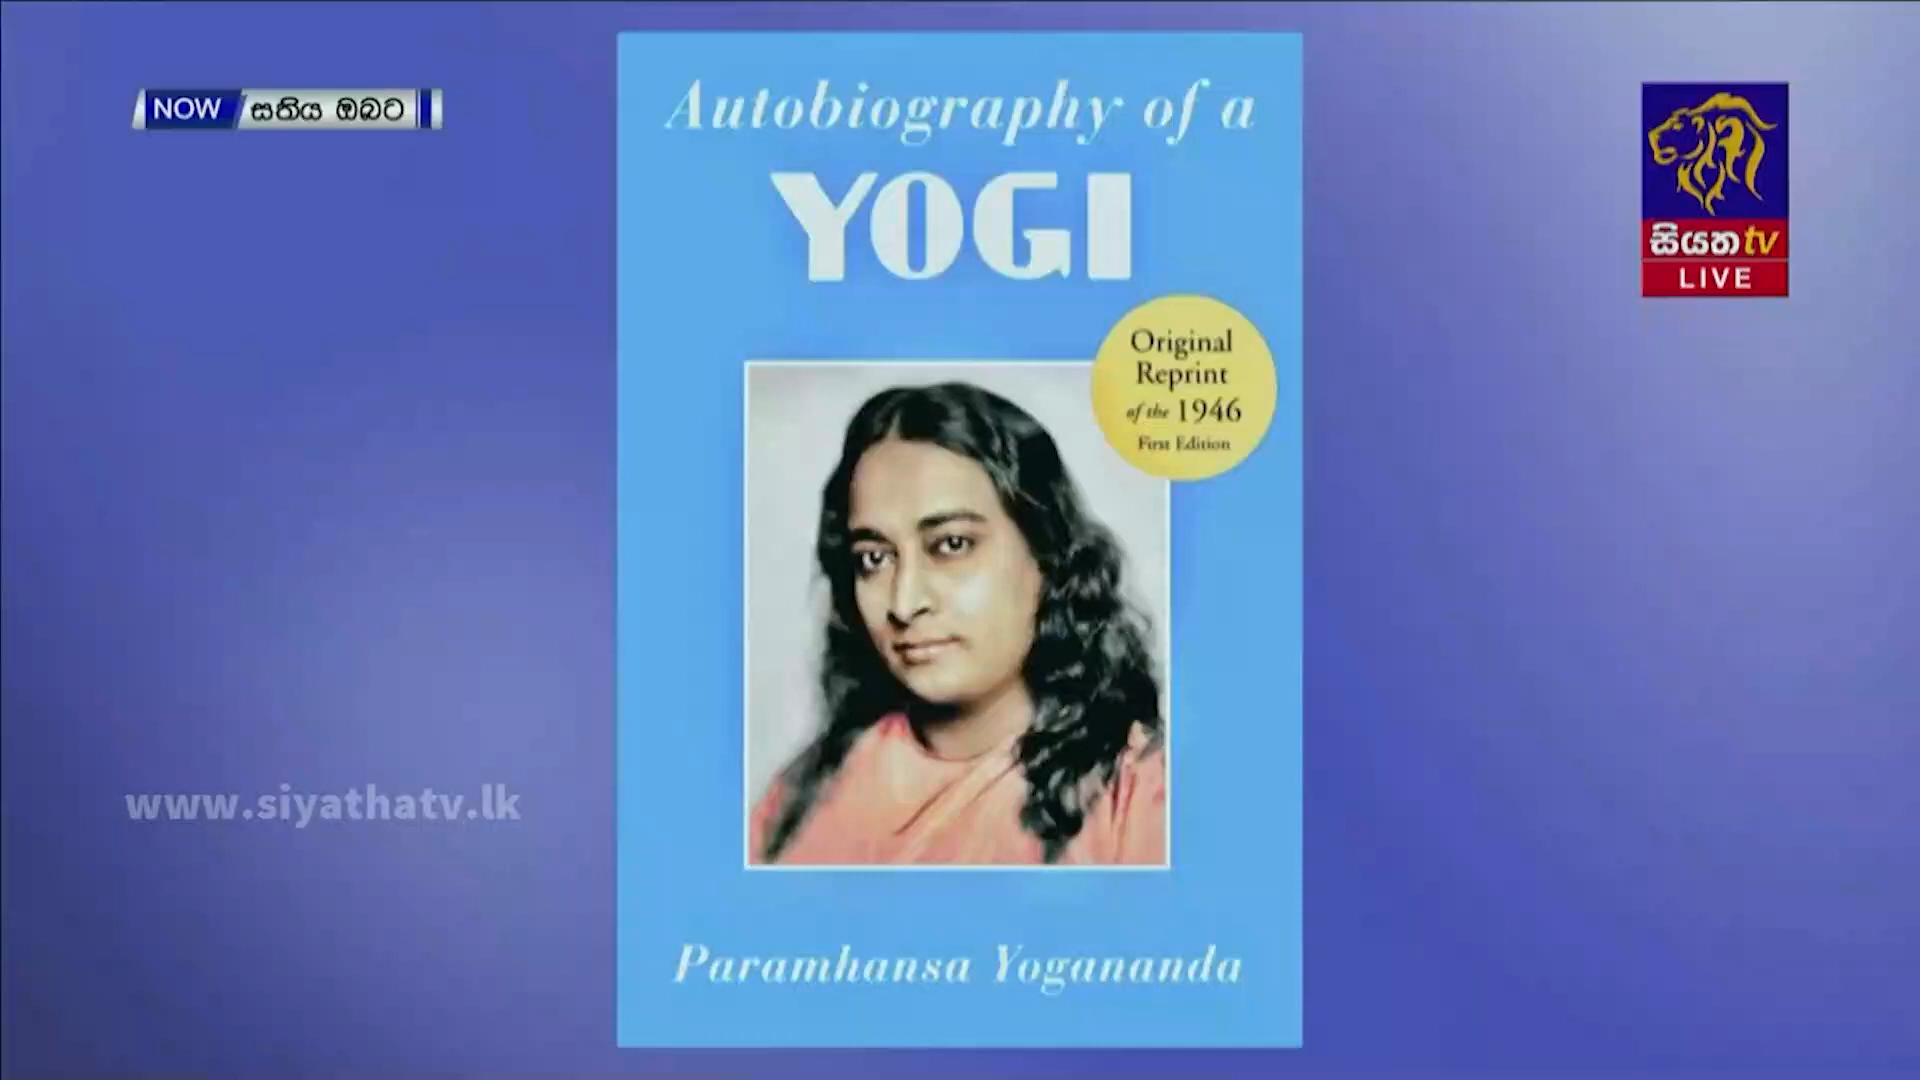 NOW සතිය ඔබට
Autobiography of a
YOGI
Original
Reprint
of the 1946
First Edition
Paramhansa Yogananda
සියත tv
LIVE
www.siyathatv.lk